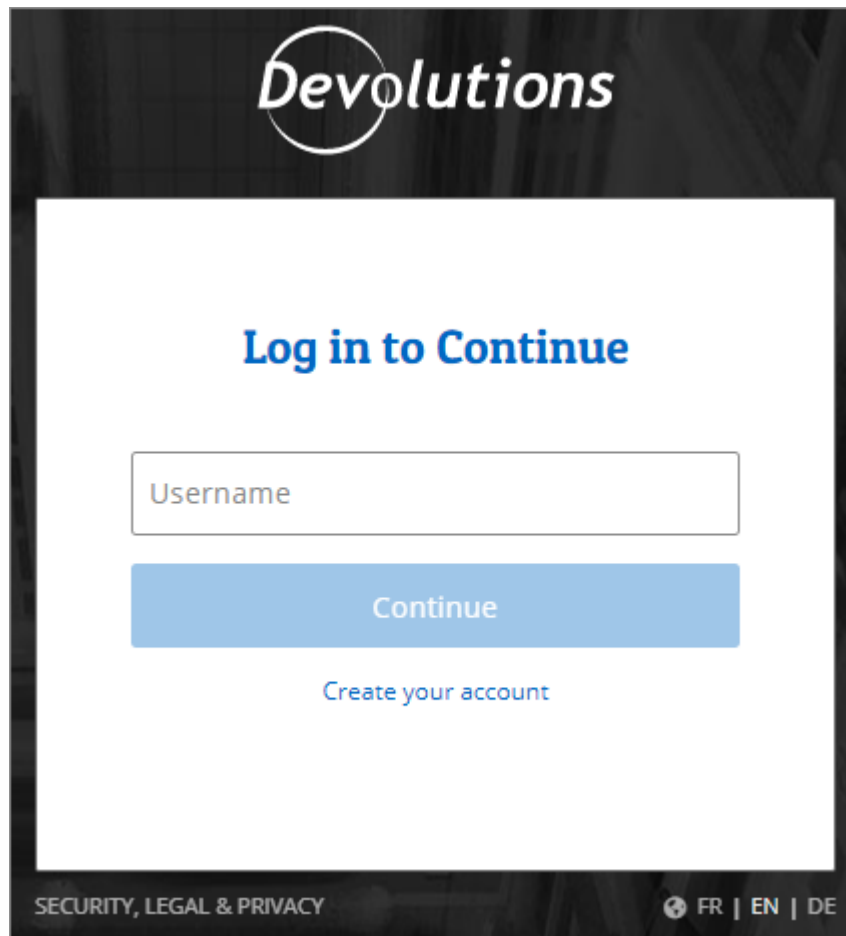 Devolutions
Log in to Continue
Username
Continue
Create your account
SECURITY, LEGAL & PRIVACY FR | EN | DE